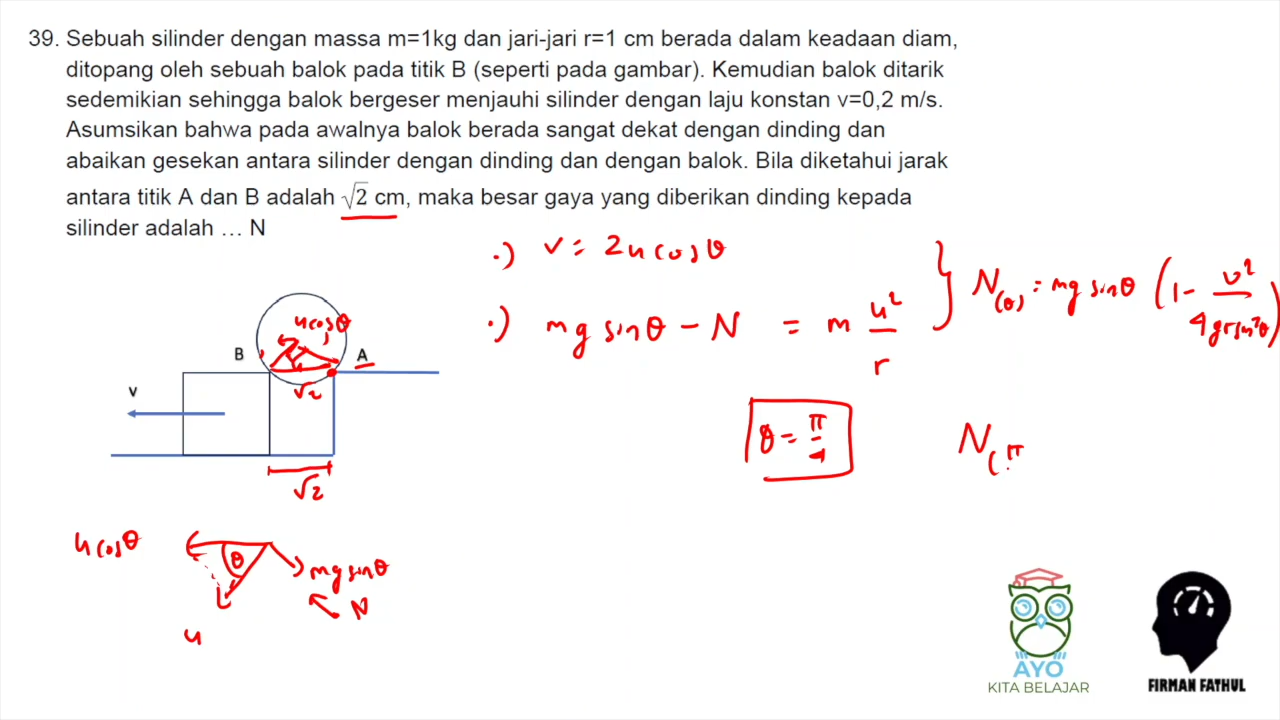 39. Sebuah silinder dengan massa m=1kg dan jari-jari r=1 cm berada dalam keadaan diam,
ditopang oleh sebuah balok pada titik B (seperti pada gambar). Kemudian balok ditarik
sedemikian sehingga balok bergeser menjauhi silinder dengan laju konstan v=0,2 m/s.
Asumsikan bahwa pada awalnya balok berada sangat dekat dengan dinding dan
abaikan gesekan antara silinder dengan dinding dan dengan balok. Bila diketahui jarak
antara titik A dan B adalah √2 cm, maka besar gaya yang diberikan dinding kepada
silinder adalah … N
.) v = 2u cos θ
.) mg sin θ - N = m u²/r
N(θ) = mg sin θ (1 - v²/4gr sin²θ)
θ = π/4
N(π
u cos θ
B
A
√2
v
√2
u cos θ
θ
mg sin θ
N
u
AYO
KITA BELAJAR
FIRMAN FATHUL